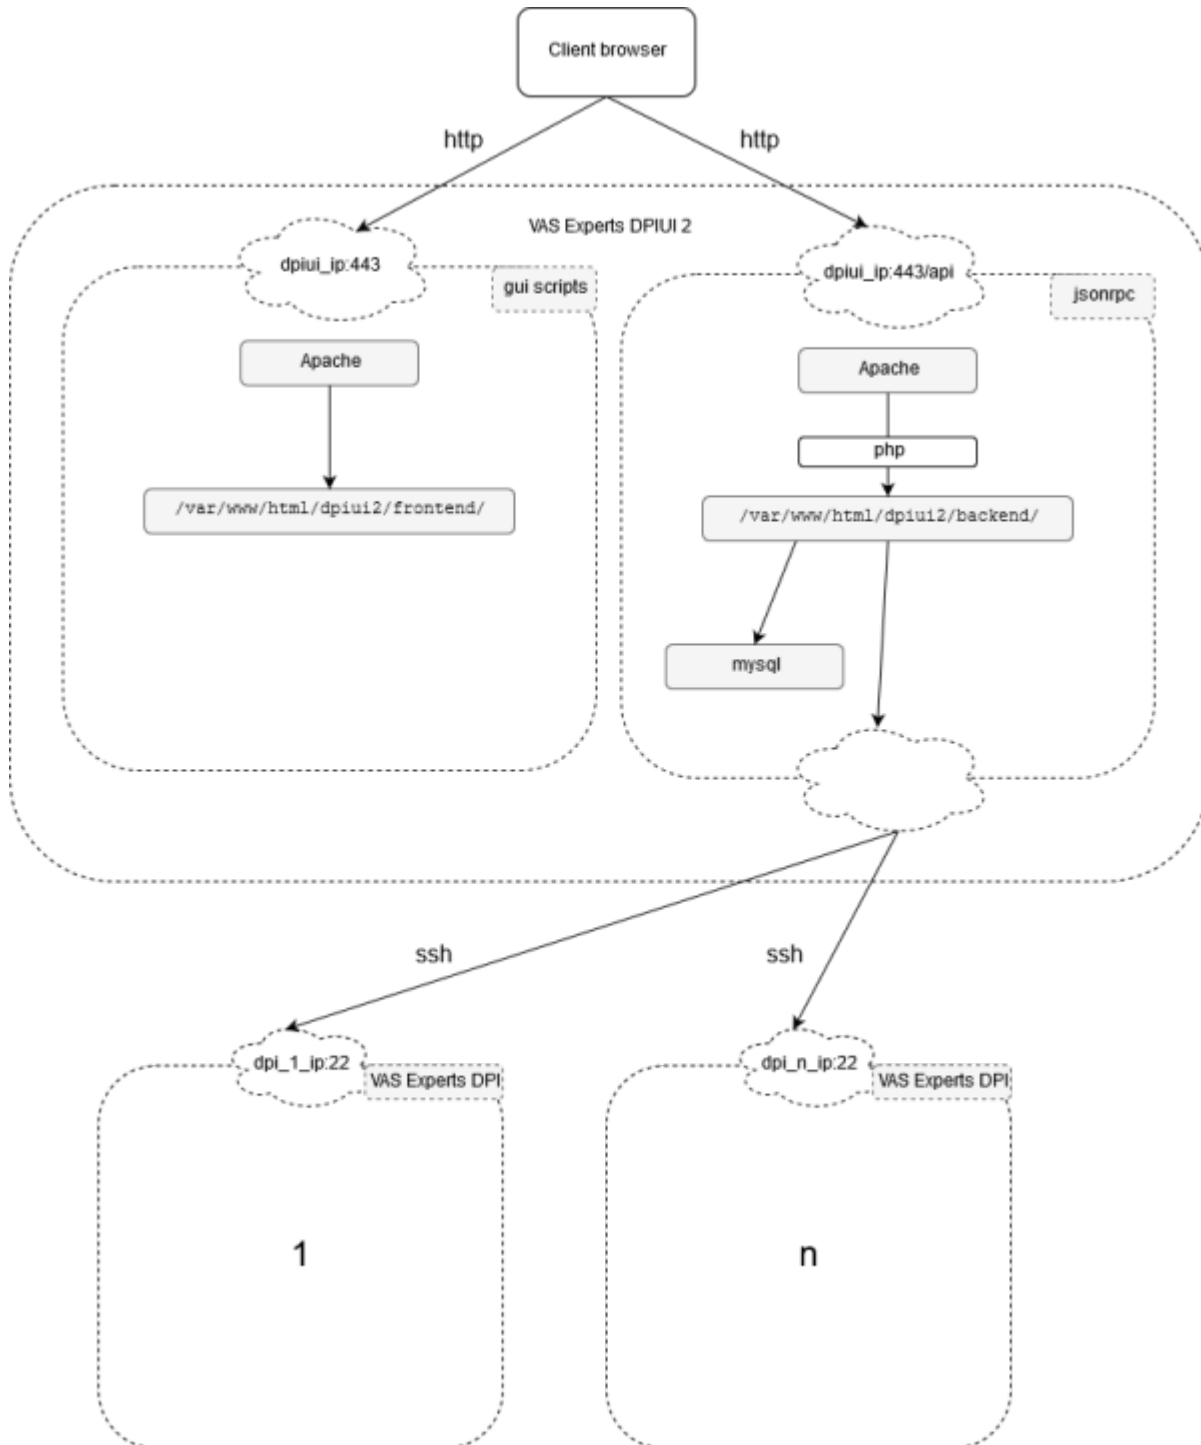 Client browser
http
http
VAS Experts DPIUI 2
dpiui_ip:443
gui scripts
dpiui_ip:443/api
jsonrpc
Apache
Apache
php
/var/www/html/dpiui2/frontend/
/var/www/html/dpiui2/backend/
mysql
ssh
ssh
dpi_1_ip:22
VAS Experts DPI
dpi_n_ip:22
VAS Experts DPI
1
n